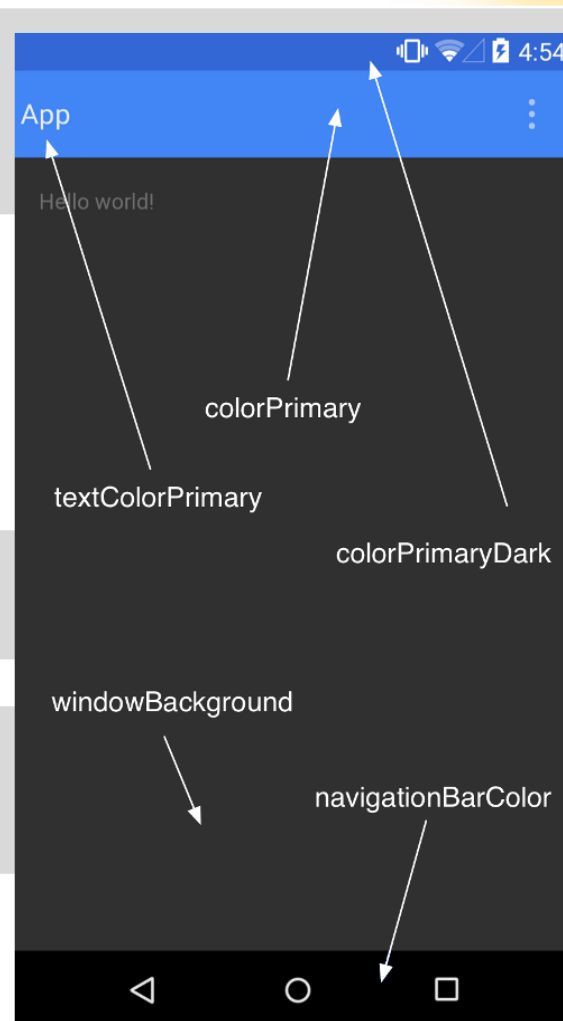 4:54
App
Hello world!
colorPrimary
textColorPrimary
colorPrimaryDark
windowBackground
navigationBarColor